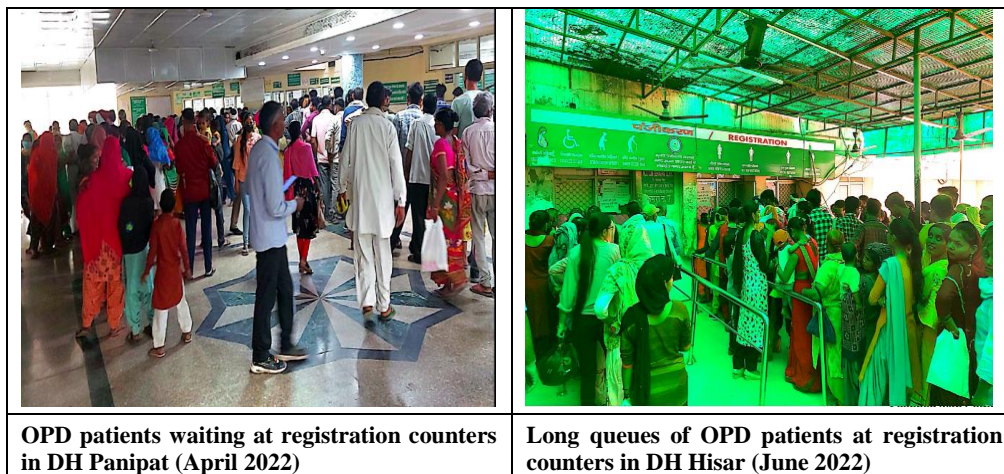 पंजीकरण / REGISTRATION
OPD patients waiting at registration counters
in DH Panipat (April 2022)
Long queues of OPD patients at registration
counters in DH Hisar (June 2022)